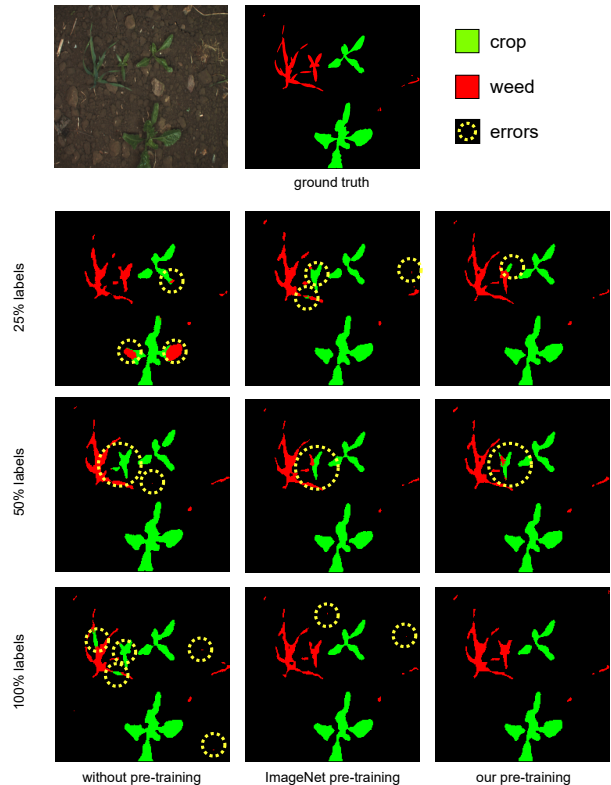 crop
weed
errors
ground truth
25% labels
50% labels
100% labels
without pre-training
ImageNet pre-training
our pre-training